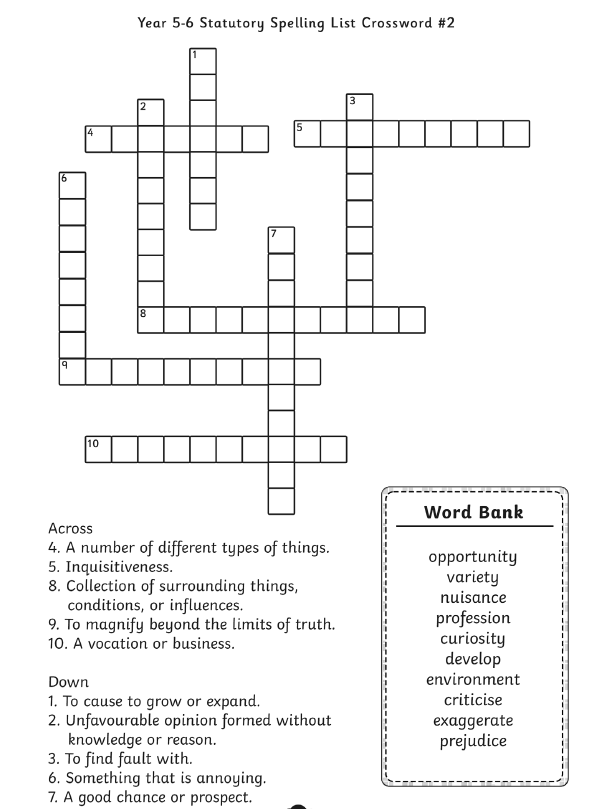 Year 5-6 Statutory Spelling List Crossword #2
1
2
3
4
5
6
7
8
9
10
Across
4. A number of different types of things.
5. Inquisitiveness.
8. Collection of surrounding things,
conditions, or influences.
9. To magnify beyond the limits of truth.
10. A vocation or business.
Down
1. To cause to grow or expand.
2. Unfavourable opinion formed without
knowledge or reason.
3. To find fault with.
6. Something that is annoying.
7. A good chance or prospect.
Word Bank
opportunity
variety
nuisance
profession
curiosity
develop
environment
criticise
exaggerate
prejudice